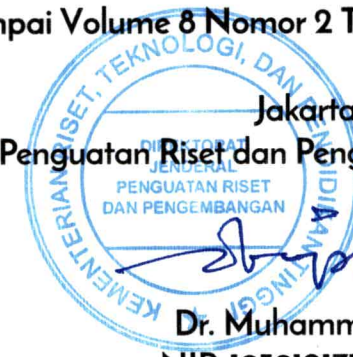 mpai Volume 8 Nomor 2 T
Jakarta
Penguatan Riset dan Peng
KEMENTERIAN RISET, TEKNOLOGI, DAN PENDIDIKAN TINGGI
DIREKTORAT
JENDERAL
PENGUATAN RISET
DAN PENGEMBANGAN
Dr. Muhamm